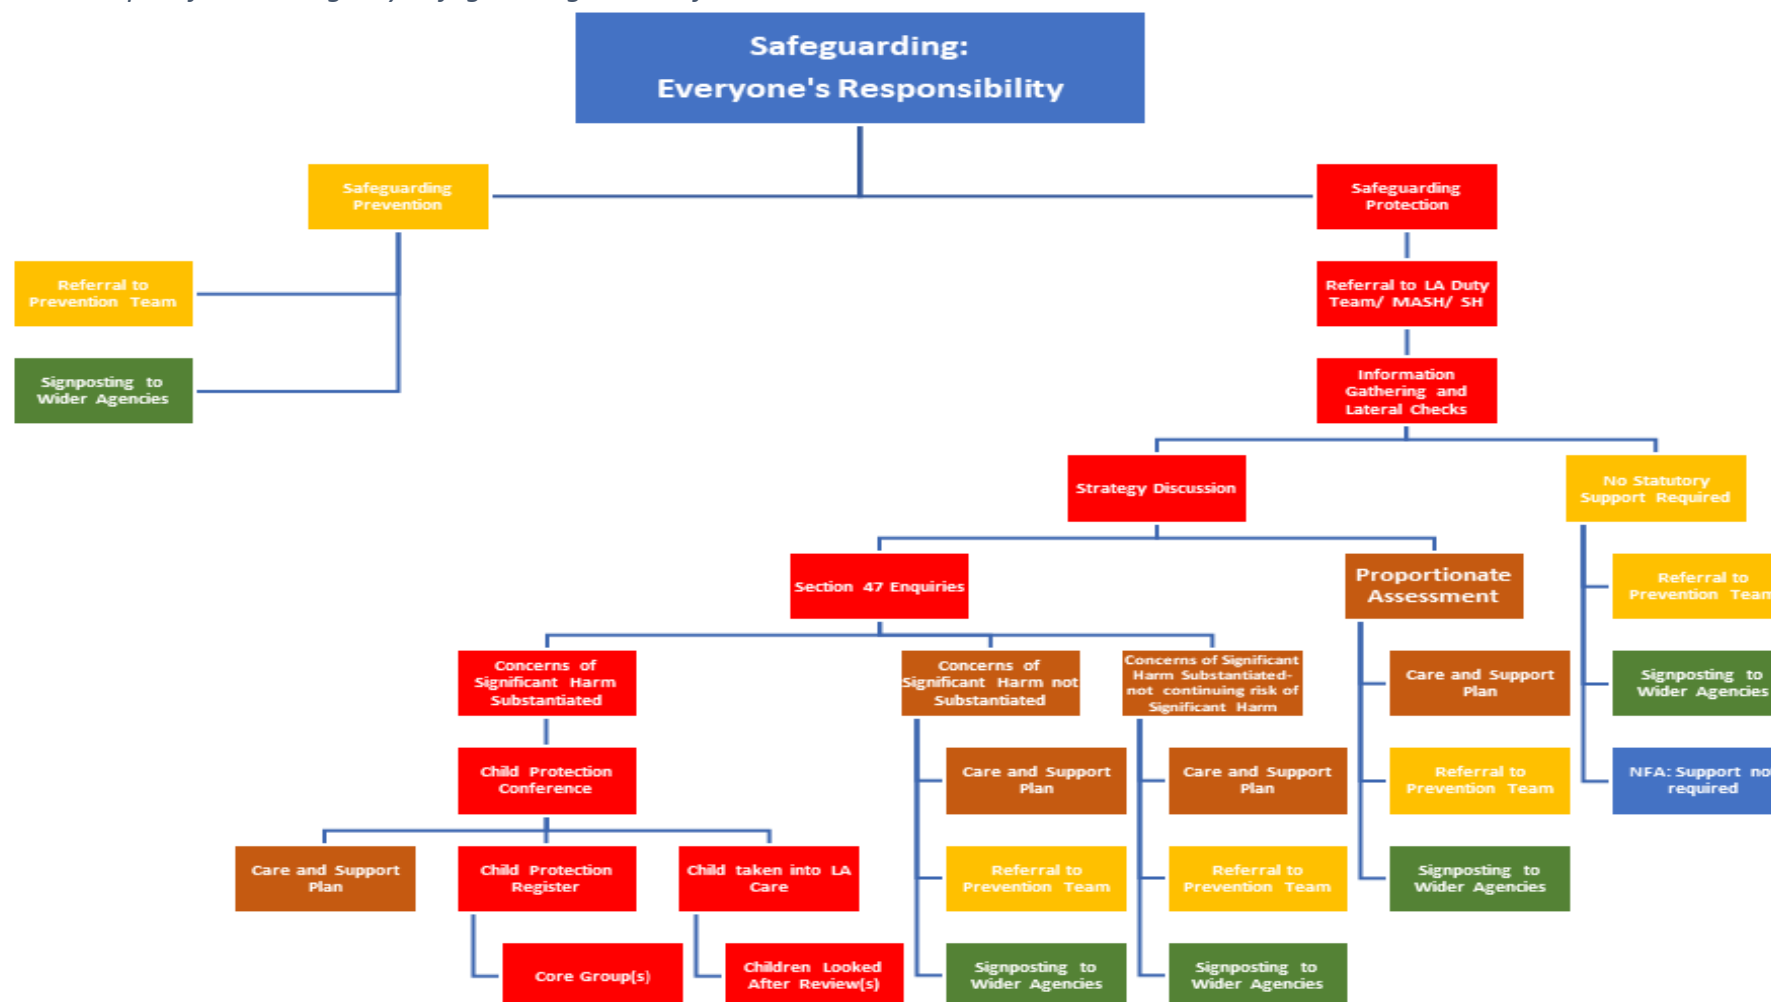 Safeguarding:
Everyone's Responsibility
Safeguarding
Prevention
Safeguarding
Protection
Referral to
Prevention Team
Referral to LA Duty
Team/ MASH/ SH
Signposting to
Wider Agencies
Information
Gathering and
Lateral Checks
Strategy Discussion
No Statutory
Support Required
Section 47 Enquiries
Proportionate
Assessment
Referral to
Prevention Team
Concerns of
Significant Harm
Substantiated
Concerns of
Significant Harm not
Substantiated
Concerns of Significant
Harm Substantiated-
not continuing risk of
Significant Harm
Care and Support
Plan
Signposting to
Wider Agencies
Child Protection
Conference
Care and Support
Plan
Care and Support
Plan
Referral to
Prevention Team
NFA: Support no
required
Care and Support
Plan
Child Protection
Register
Child taken into LA
Care
Referral to
Prevention Team
Referral to
Prevention Team
Signposting to
Wider Agencies
Core Group(s)
Children Looked
After Review(s)
Signposting to
Wider Agencies
Signposting to
Wider Agencies